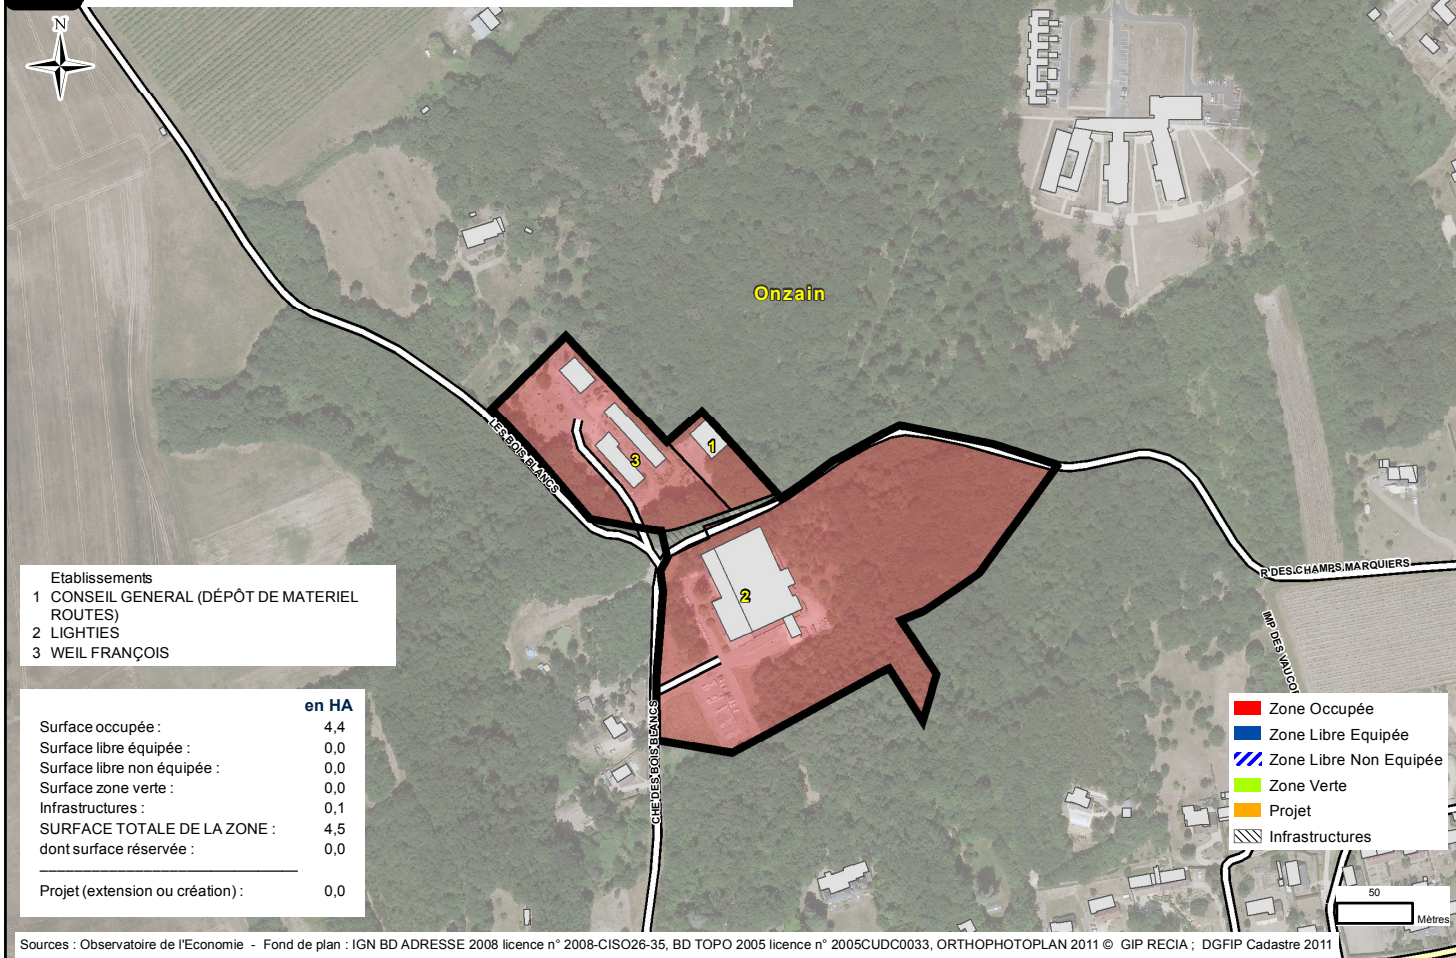 N
Onzain
LES BOIS BLANCS
1
3
2
R DES CHAMPS MARQUIERS
CHE DES BOIS BLANCS
Etablissements
1 CONSEIL GENERAL (DÉPÔT DE MATERIEL
ROUTES)
2 LIGHTIES
3 WEIL FRANÇOIS
en HA
Surface occupée : 4,4
Surface libre équipée : 0,0
Surface libre non équipée : 0,0
Surface zone verte : 0,0
Infrastructures : 0,1
SURFACE TOTALE DE LA ZONE : 4,5
dont surface réservée : 0,0
Projet (extension ou création) : 0,0
IMP DES VAUCO
Zone Occupée
Zone Libre Equipée
Zone Libre Non Equipée
Zone Verte
Projet
Infrastructures
50
Mètres
Sources : Observatoire de l'Economie - Fond de plan : IGN BD ADRESSE 2008 licence n° 2008-CISO26-35, BD TOPO 2005 licence n° 2005CUDC0033, ORTHOPHOTOPLAN 2011 © GIP RECIA ; DGFIP Cadastre 2011